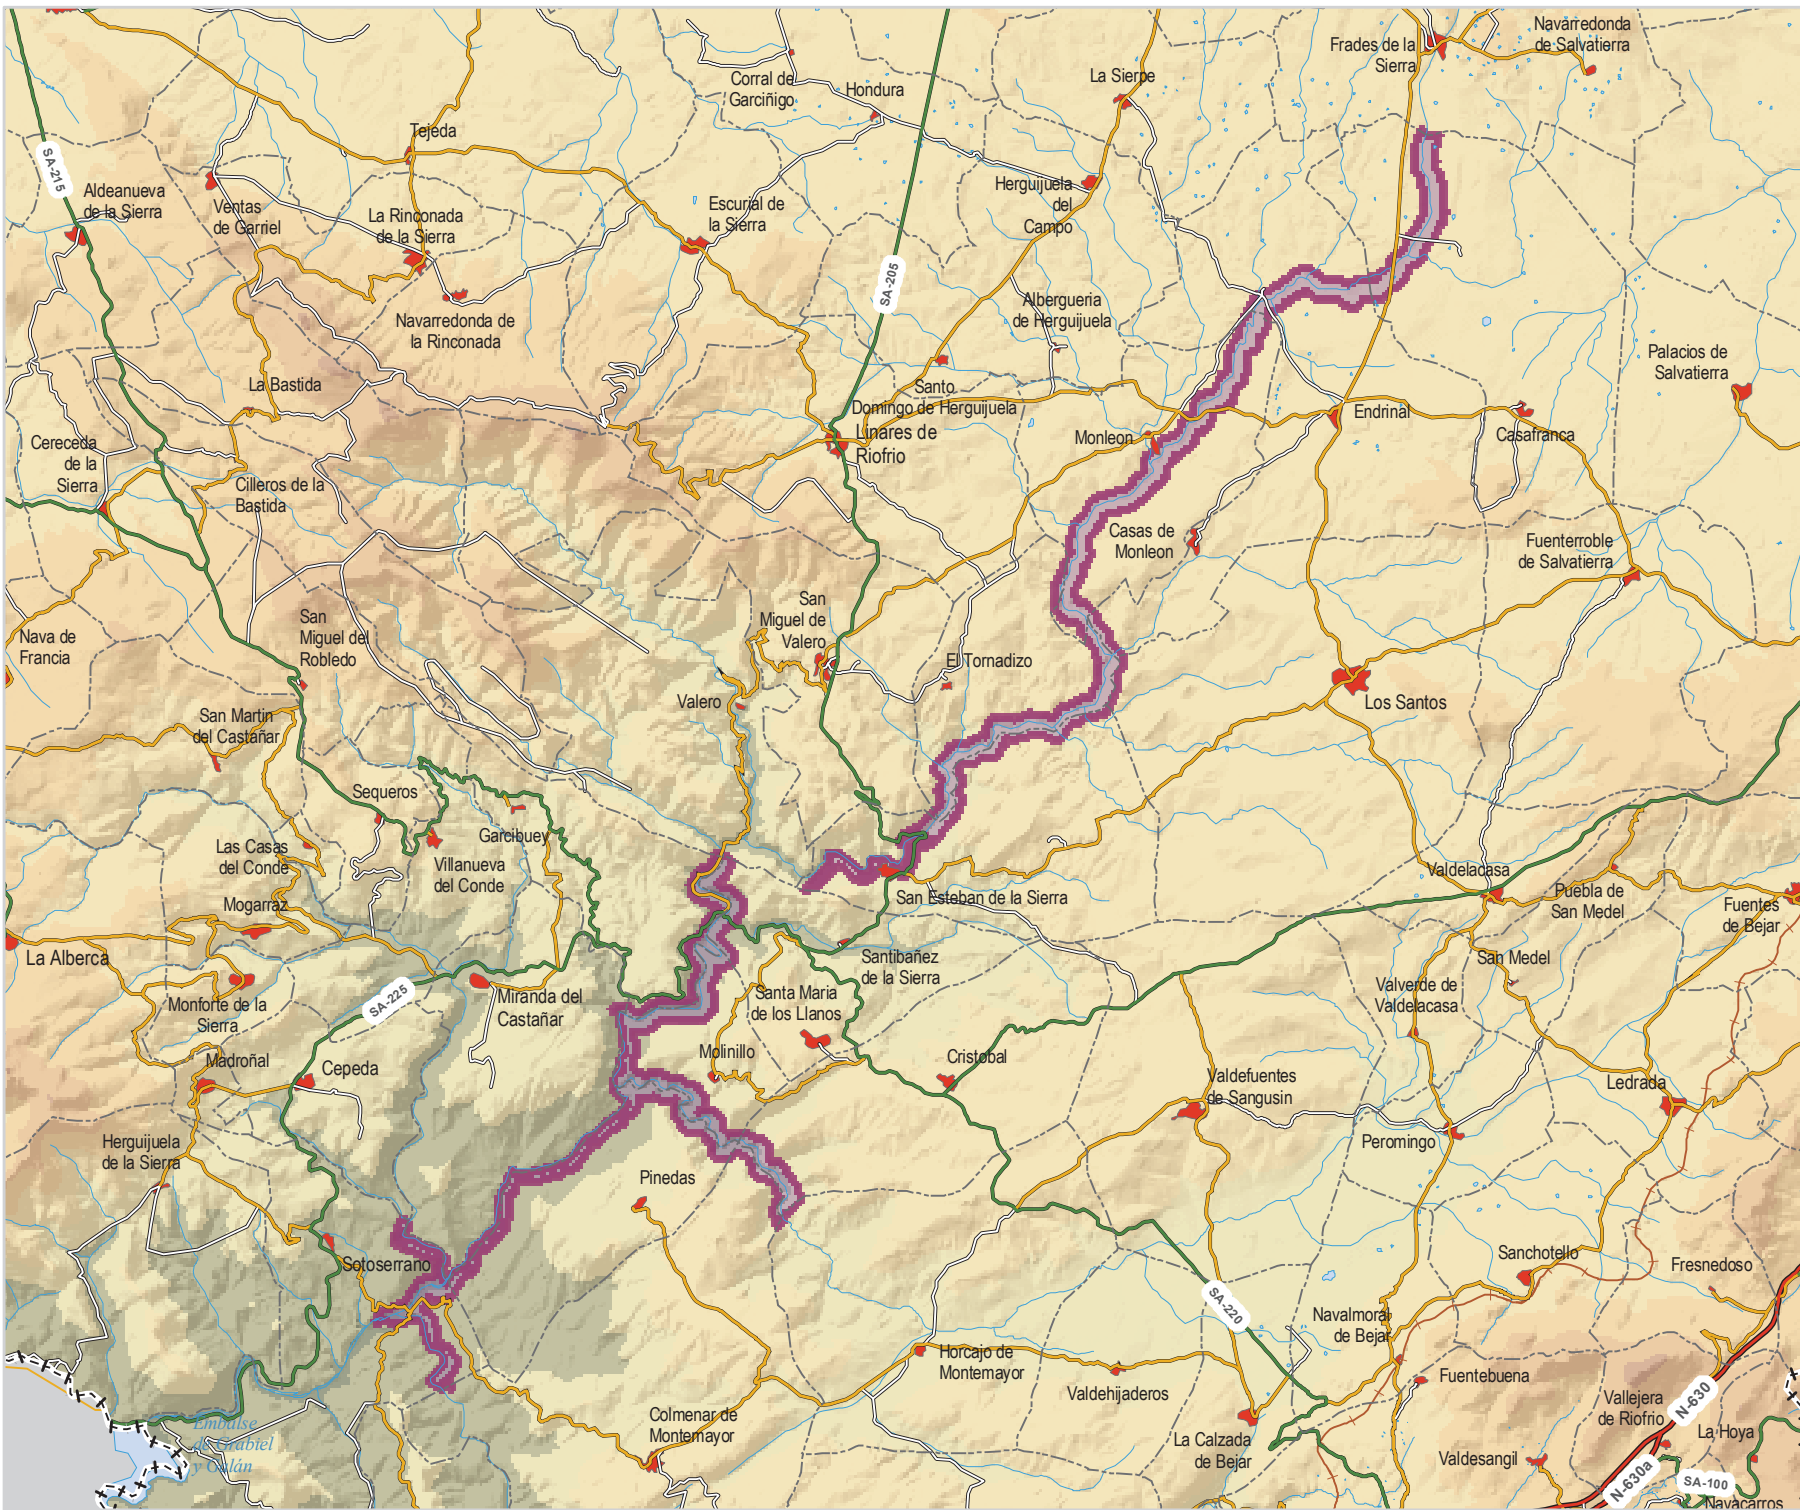 Navarredonda
de Salvatierra
Frades de la
Sierra
La Sierpe
Corral de
Garciñigo
Hondura
Tejeda
SA-215
Aldeanueva
de la Sierra
Ventas
de Garriel
La Rinconada
de la Sierra
Escurial de
la Sierra
Herguijuela
del
Campo
SA-205
Navarredonda de
la Rinconada
Albergueria
de Herguijuela
Palacios de
Salvatierra
La Bastida
Santo
Domingo de Herguijuela
Endrinal
Casafranca
Cereceda
de la
Sierra
Linares de
Riofrio
Monleon
Cilleros de la
Bastida
Casas de
Monleon
Fuenterroble
de Salvatierra
San
Miguel de
Valero
San
Miguel del
Robledo
Nava de
Francia
El Tornadizo
Valero
Los Santos
San Martin
del Castañar
Sequeros
Garcibuey
Las Casas
del Conde
Villanueva
del Conde
Valdelacasa
Puebla de
San Medel
San Esteban de la Sierra
Fuentes
de Bejar
Mogarraz
La Alberca
Santibañez
de la Sierra
San Medel
SA-225
Miranda del
Castañar
Santa Maria
de los Llanos
Valverde de
Valdelacasa
Monforte de la
Sierra
Molinillo
Cristobal
Madroñal
Cepeda
Valdefuentes
de Sangusin
Ledrada
Peromingo
Herguijuela
de la Sierra
Pinedas
Sotoserrano
Sanchotello
Fresnedoso
SA-220
Navalmoral
de Bejar
Horcajo de
Montemayor
Valdehijaderos
Fuentebuena
Vallejera
de Riofrio
N-630
La Hoya
Colmenar de
Montemayor
Embalse
de Grabiel
y Galán
La Calzada
de Bejar
Valdesangil
N-630a
SA-100
Navacarros